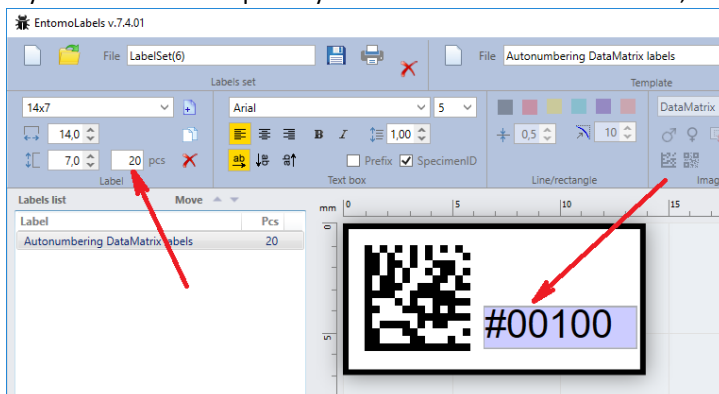 EntomoLabels v.7.4.01
File LabelSet(6) File Autonumbering DataMatrix labels
Labels set Template
14x7 Arial 5 DataMatrix
14,0 B I 1,00 0,5 10
7,0 20 pcs ab Prefix SpecimenID
Label Text box Line/rectangle Imag
Labels list Move
Label Pcs
Autonumbering DataMatrix labels 20
mm 0 5 10 15
0
5
#00100